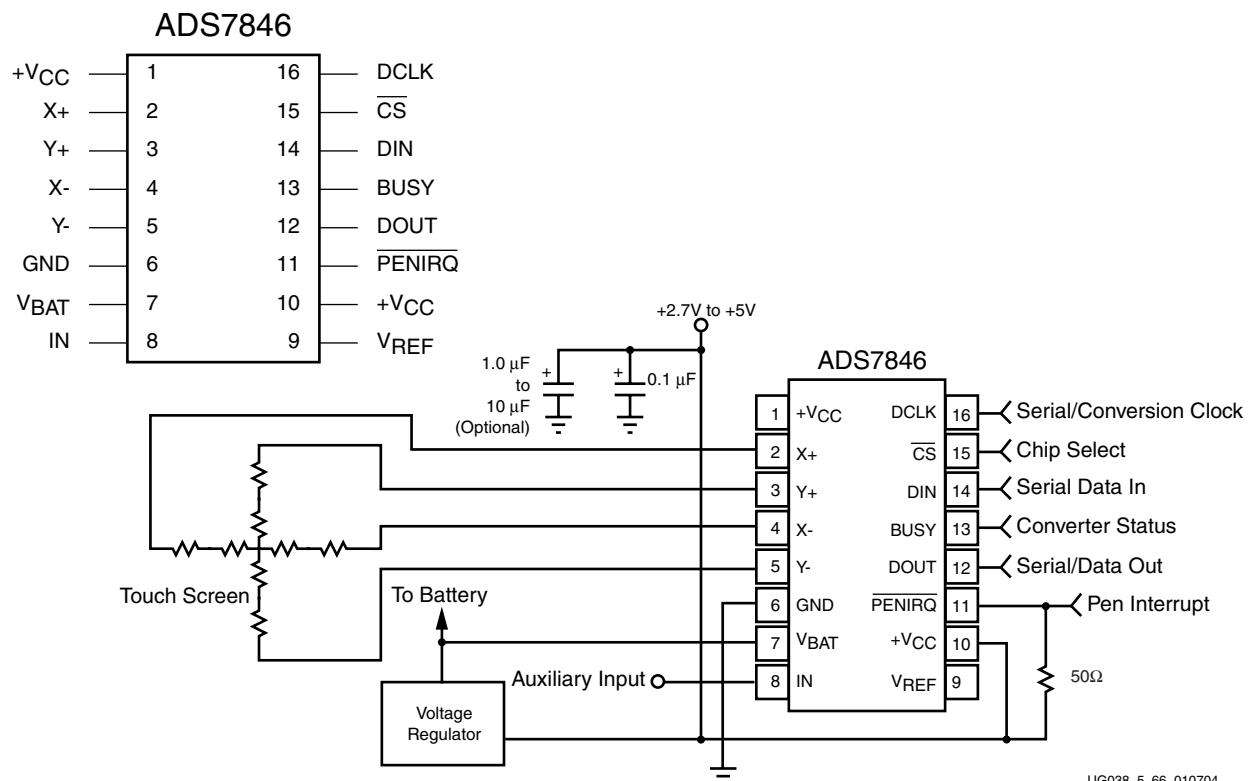 ADS7846
+VCC 1 16 DCLK
X+ 2 15 CS
Y+ 3 14 DIN
X- 4 13 BUSY
Y- 5 12 DOUT
GND 6 11 PENIRQ
VBAT 7 10 +VCC
IN 8 9 VREF
+2.7V to +5V
1.0 μF
to
10 μF
(Optional)
+
+
0.1 μF
ADS7846
1 +VCC DCLK 16 Serial/Conversion Clock
2 X+ CS 15 Chip Select
3 Y+ DIN 14 Serial Data In
4 X- BUSY 13 Converter Status
5 Y- DOUT 12 Serial/Data Out
6 GND PENIRQ 11 Pen Interrupt
7 VBAT +VCC 10
8 IN VREF 9
50Ω
Touch Screen
To Battery
Auxiliary Input
Voltage
Regulator
UG038_5_66_010704